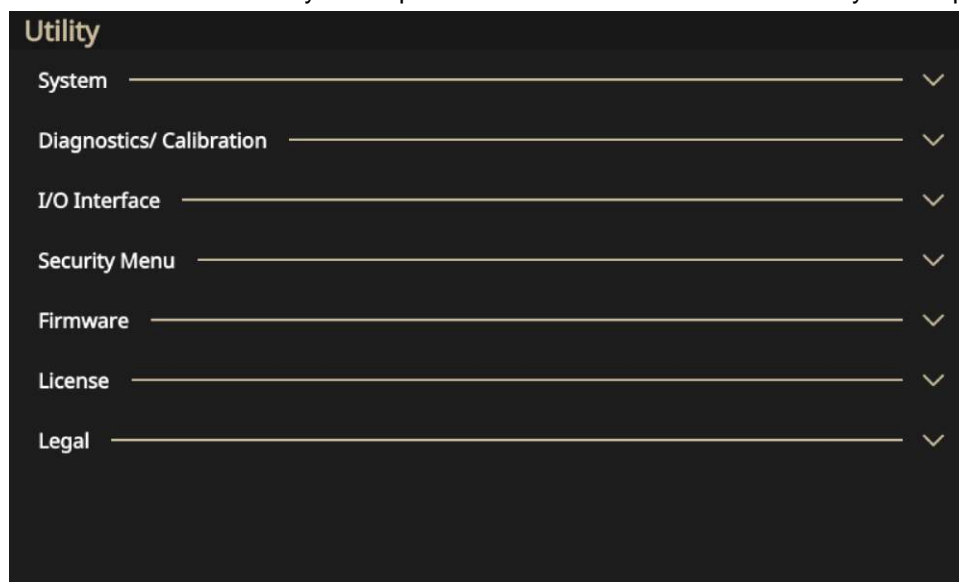 Utility
System
Diagnostics/ Calibration
I/O Interface
Security Menu
Firmware
License
Legal